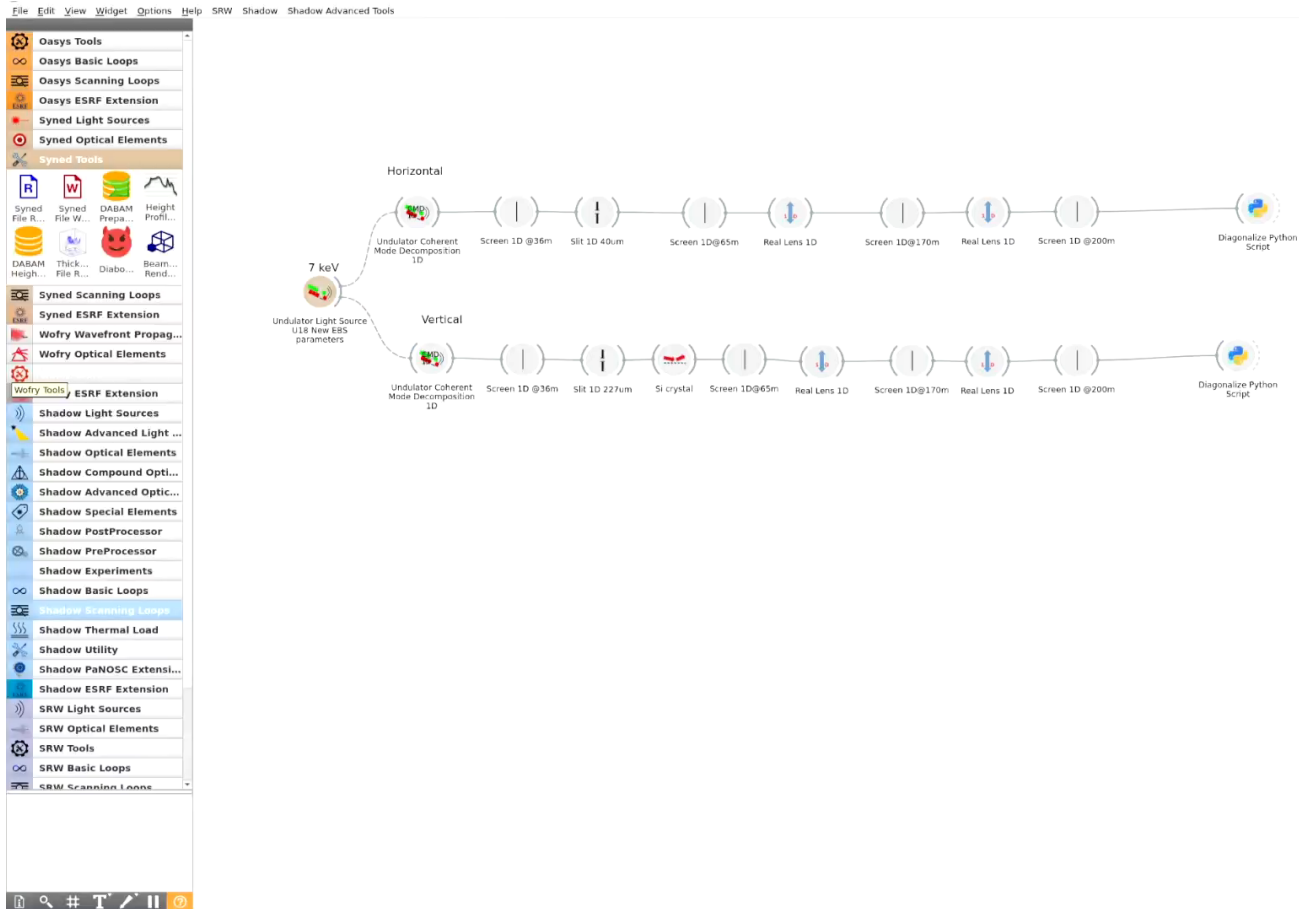 File Edit View Widget Options Help SRW Shadow Shadow Advanced Tools
Oasys Tools
Oasys Basic Loops
Oasys Scanning Loops
Oasys ESRF Extension
Syned Light Sources
Syned Optical Elements
Syned Tools
R W
Syned File R...
Syned File W...
DABAM Prepa...
Height Profil...
DABAM Heigh...
Thick... File R...
Diabo...
Beam... Rend...
Syned Scanning Loops
Syned ESRF Extension
Wofry Wavefront Propag...
Wofry Optical Elements
Wofry Tools
ESRF Extension
Shadow Light Sources
Shadow Advanced Light ...
Shadow Optical Elements
Shadow Compound Opti...
Shadow Advanced Optic...
Shadow Special Elements
Shadow PostProcessor
Shadow PreProcessor
Shadow Experiments
Shadow Basic Loops
Shadow Scanning Loops
Shadow Thermal Load
Shadow Utility
Shadow PaNOSC Extensi...
Shadow ESRF Extension
SRW Light Sources
SRW Optical Elements
SRW Tools
SRW Basic Loops
SRW Scanning Loops
Horizontal
CMD
Undulator Coherent
Mode Decomposition
1D
Screen 1D @36m
Slit 1D 40um
Screen 1D@65m
Real Lens 1D
Screen 1D@170m
Real Lens 1D
Screen 1D @200m
Diagonalize Python
Script
7 keV
Undulator Light Source
U18 New EBS
parameters
Vertical
CMD
Undulator Coherent
Mode Decomposition
1D
Screen 1D @36m
Slit 1D 227um
Si crystal
Screen 1D@65m
Real Lens 1D
Screen 1D@170m
Real Lens 1D
Screen 1D @200m
Diagonalize Python
Script